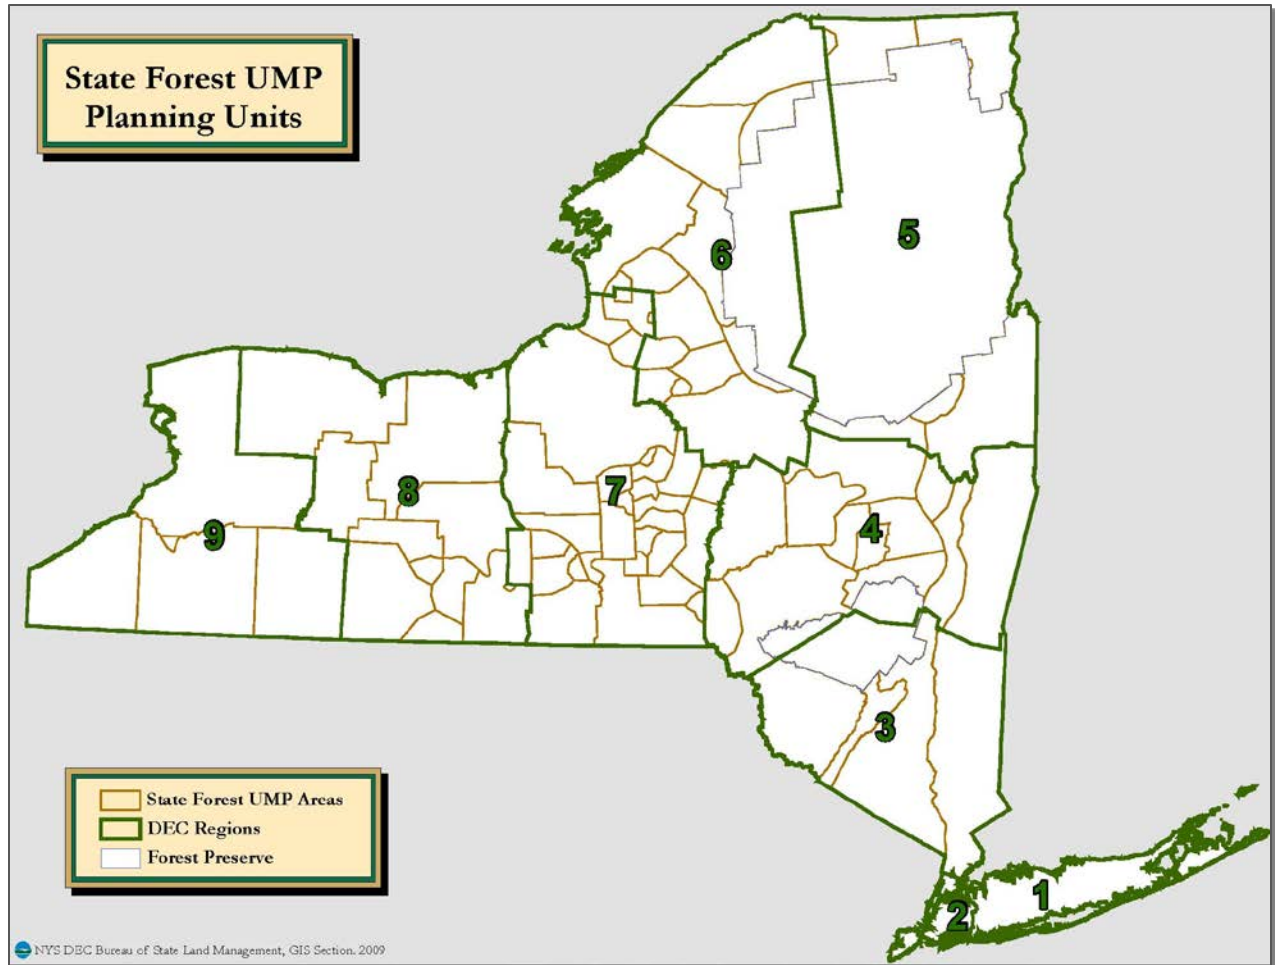 State Forest UMP
Planning Units
5
6
7
8
4
9
3
State Forest UMP Areas
DEC Regions
Forest Preserve
1
2
NYS DEC Bureau of State Land Management, GIS Section. 2009